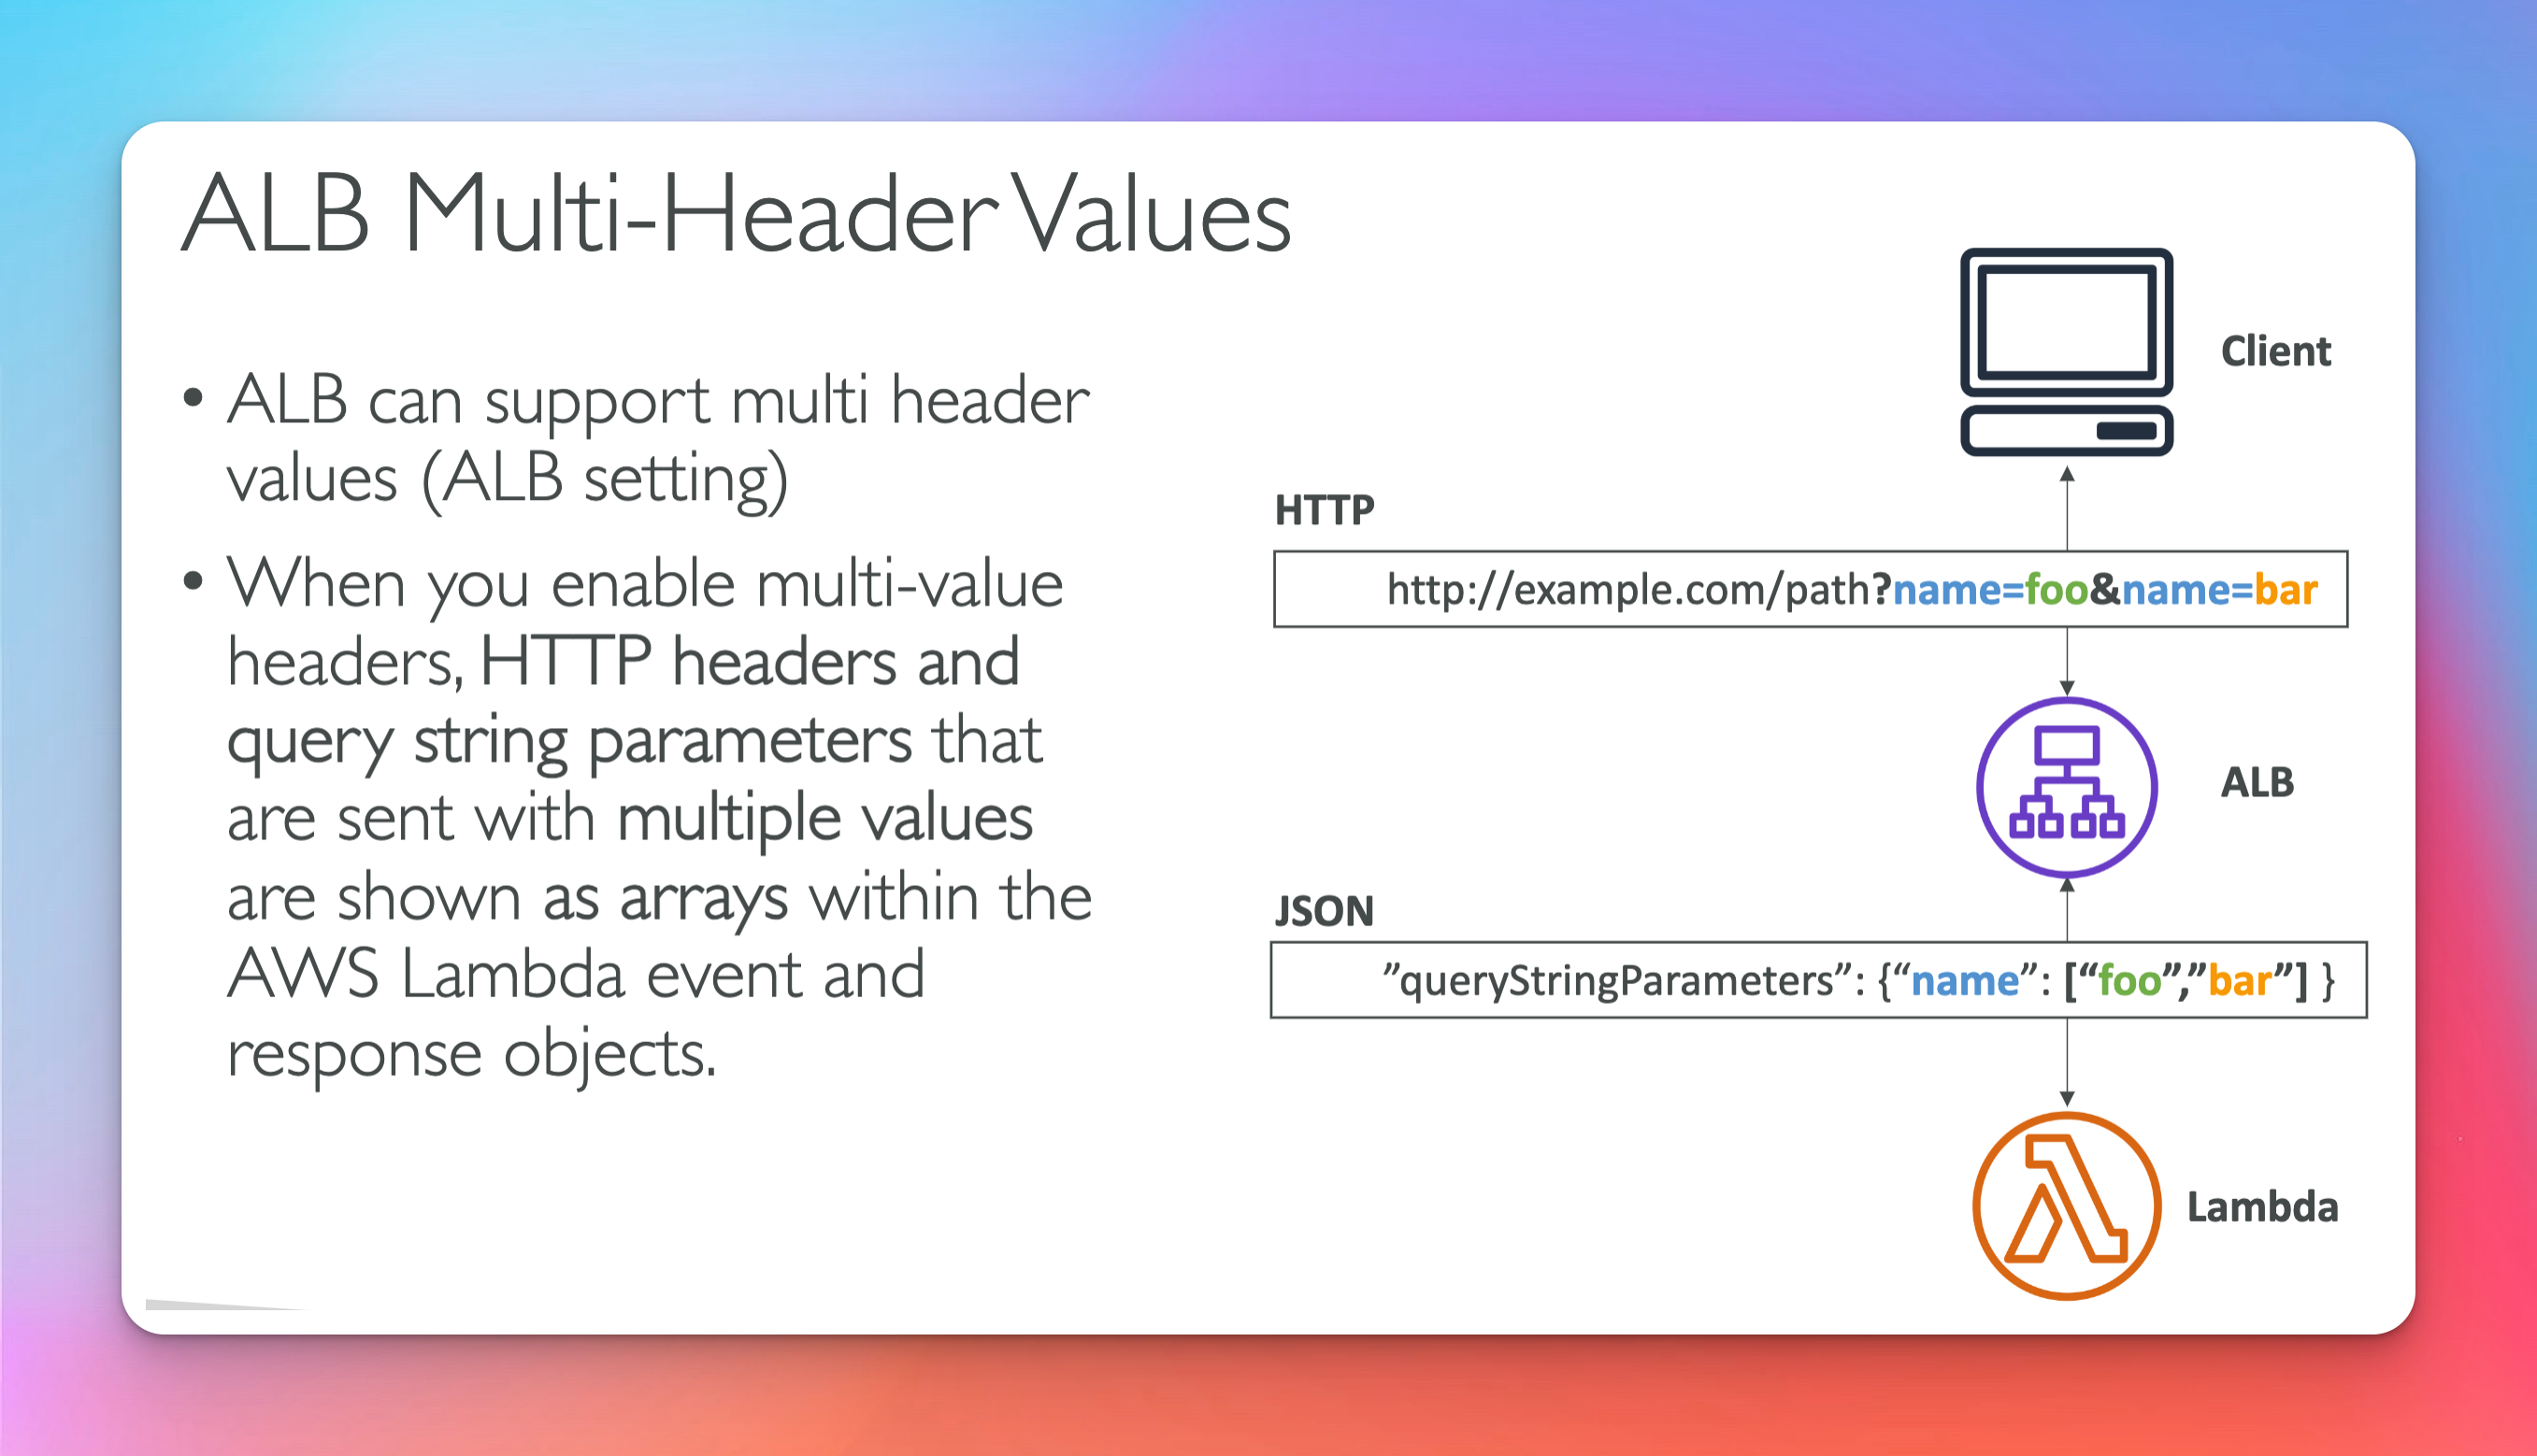 ALB Multi-Header Values
• ALB can support multi header
values (ALB setting)
• When you enable multi-value
headers, HTTP headers and
query string parameters that
are sent with multiple values
are shown as arrays within the
AWS Lambda event and
response objects.
Client
HTTP
http://example.com/path?name=foo&name=bar
ALB
JSON
”queryStringParameters”: {“name”: [“foo”,”bar”] }
Lambda